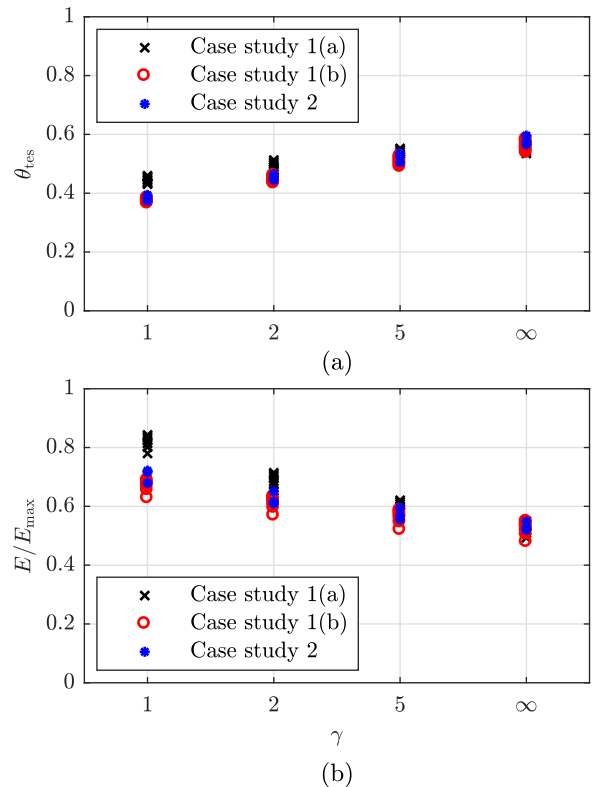 1
Case study 1(a)
Case study 1(b)
Case study 2
0.8
0.6
θtes
0.4
0.2
0
1 2 5 ∞
(a)
1
0.8
0.6
E/Emax
0.4
Case study 1(a)
Case study 1(b)
Case study 2
0.2
0
1 2 5 ∞
γ
(b)